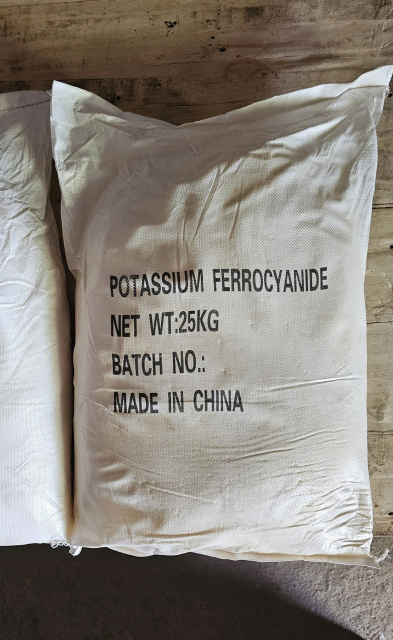 POTASSIUM FERROCYANIDE
NET WT:25KG
BATCH NO.:
MADE IN CHINA